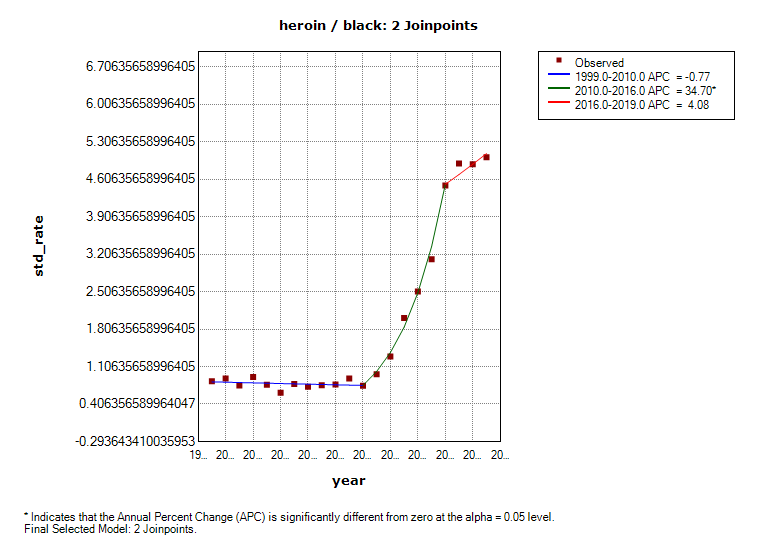 heroin / black: 2 Joinpoints
6.70635658996405
6.00635658996405
5.30635658996405
4.60635658996405
3.90635658996405
3.20635658996405
2.50635658996405
1.80635658996405
1.10635658996405
0.406356589964047
-0.293643410035953
std_rate
19... 20... 20... 20... 20... 20... 20... 20... 20... 20... 20... 20...
year
Observed
1999.0-2010.0 APC = -0.77
2010.0-2016.0 APC = 34.70*
2016.0-2019.0 APC = 4.08
* Indicates that the Annual Percent Change (APC) is significantly different from zero at the alpha = 0.05 level.
Final Selected Model: 2 Joinpoints.